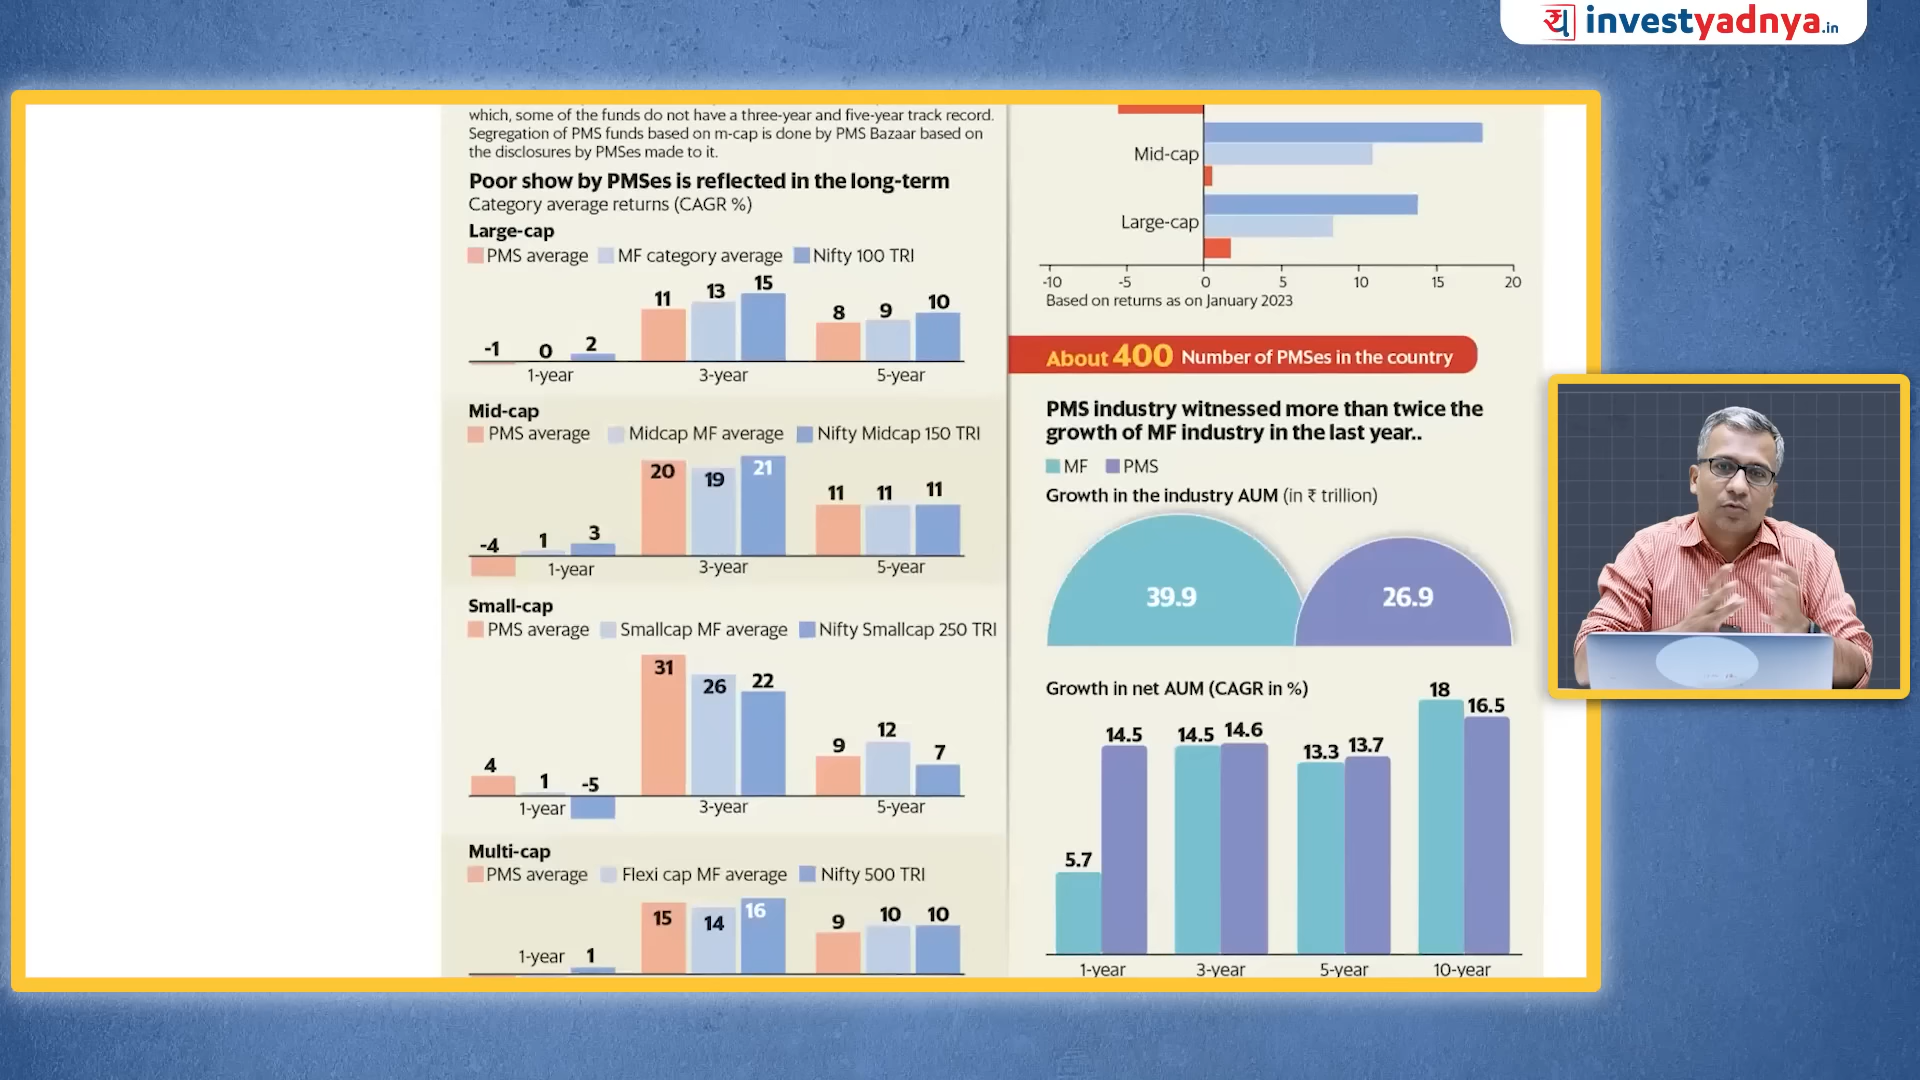 investyadnya.in
which, some of the funds do not have a three-year and five-year track record.
Segregation of PMS funds based on m-cap is done by PMS Bazaar based on
the disclosures by PMSes made to it.
Poor show by PMSes is reflected in the long-term
Category average returns (CAGR %)
Large-cap
PMS average MF category average Nifty 100 TRI
-1 0 2 11 13 15 8 9 10
1-year 3-year 5-year
Mid-cap
PMS average Midcap MF average Nifty Midcap 150 TRI
-4 1 3 20 19 21 11 11 11
1-year 3-year 5-year
Small-cap
PMS average Smallcap MF average Nifty Smallcap 250 TRI
4 1 -5 31 26 22 9 12 7
1-year 3-year 5-year
Multi-cap
PMS average Flexi cap MF average Nifty 500 TRI
1-year 1 15 14 16 9 10 10
Mid-cap
Large-cap
-10 -5 0 5 10 15 20
Based on returns as on January 2023
About 400 Number of PMSes in the country
PMS industry witnessed more than twice the
growth of MF industry in the last year..
MF PMS
Growth in the industry AUM (in ₹ trillion)
39.9 26.9
Growth in net AUM (CAGR in %)
5.7 14.5 14.5 14.6 13.3 13.7 18 16.5
1-year 3-year 5-year 10-year